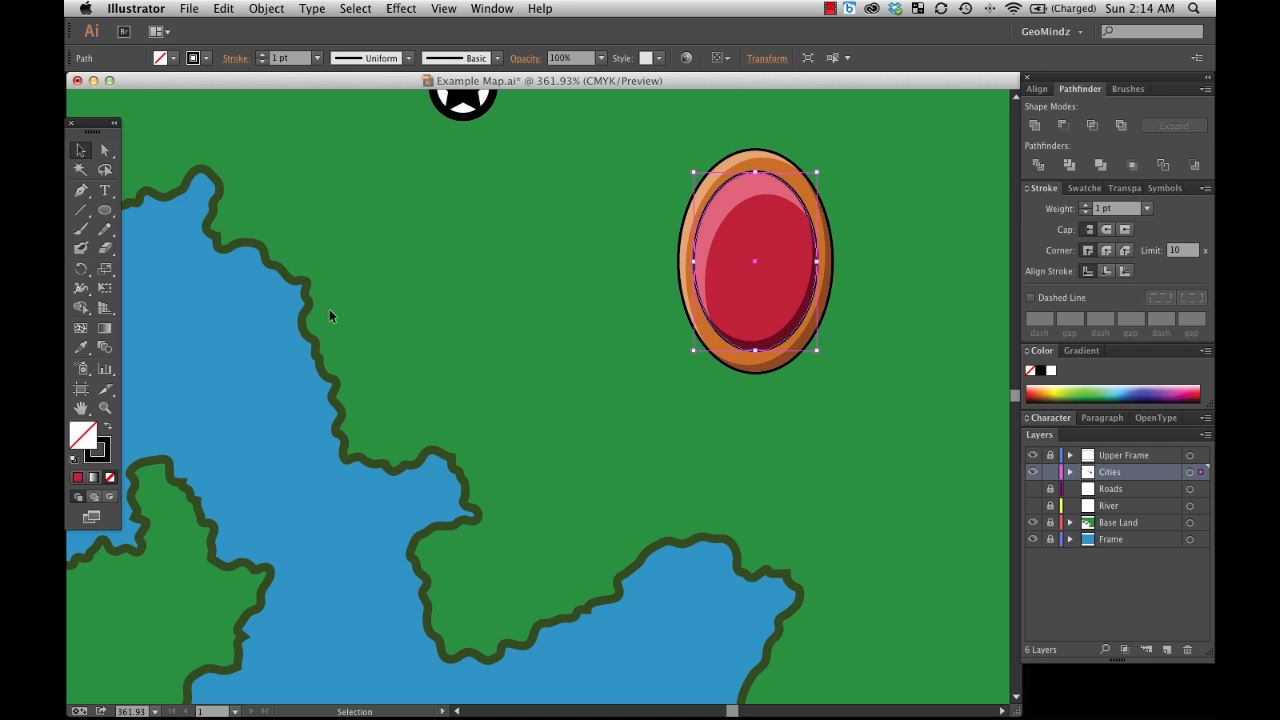 Illustrator File Edit Object Type Select Effect View Window Help (Charged) Sun 2:14 AM
Ai Br GeoMindz
Path Stroke: 1 pt Uniform Basic Opacity: 100% Style: Transform
Example Map.ai* @ 361.93% (CMYK/Preview)
Align Pathfinder Brushes
Shape Modes:
Expand
Pathfinders:
Stroke Swatche Transpa Symbols
Weight: 1 pt
Cap:
Corner: Limit: 10 x
Align Stroke:
Dashed Line
dash gap dash gap dash gap
Color Gradient
Character Paragraph OpenType
Layers
Upper Frame
Cities
Roads
River
Base Land
Frame
6 Layers
361.93 1 Selection